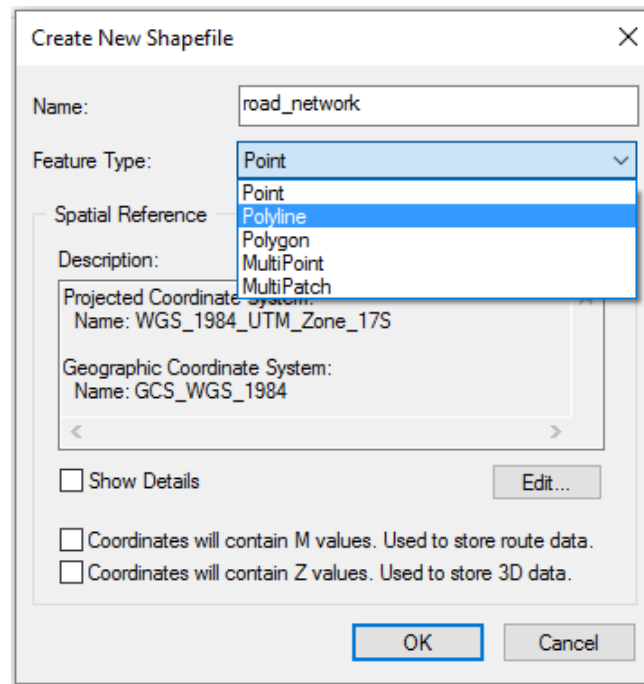 Create New Shapefile
Name:
road_network
Feature Type:
Point
Point
Polyline
Polygon
MultiPoint
MultiPatch
Spatial Reference
Description:
Projected Coordinate System:
Name: WGS_1984_UTM_Zone_17S
Geographic Coordinate System:
Name: GCS_WGS_1984
Show Details
Edit...
Coordinates will contain M values. Used to store route data.
Coordinates will contain Z values. Used to store 3D data.
OK
Cancel